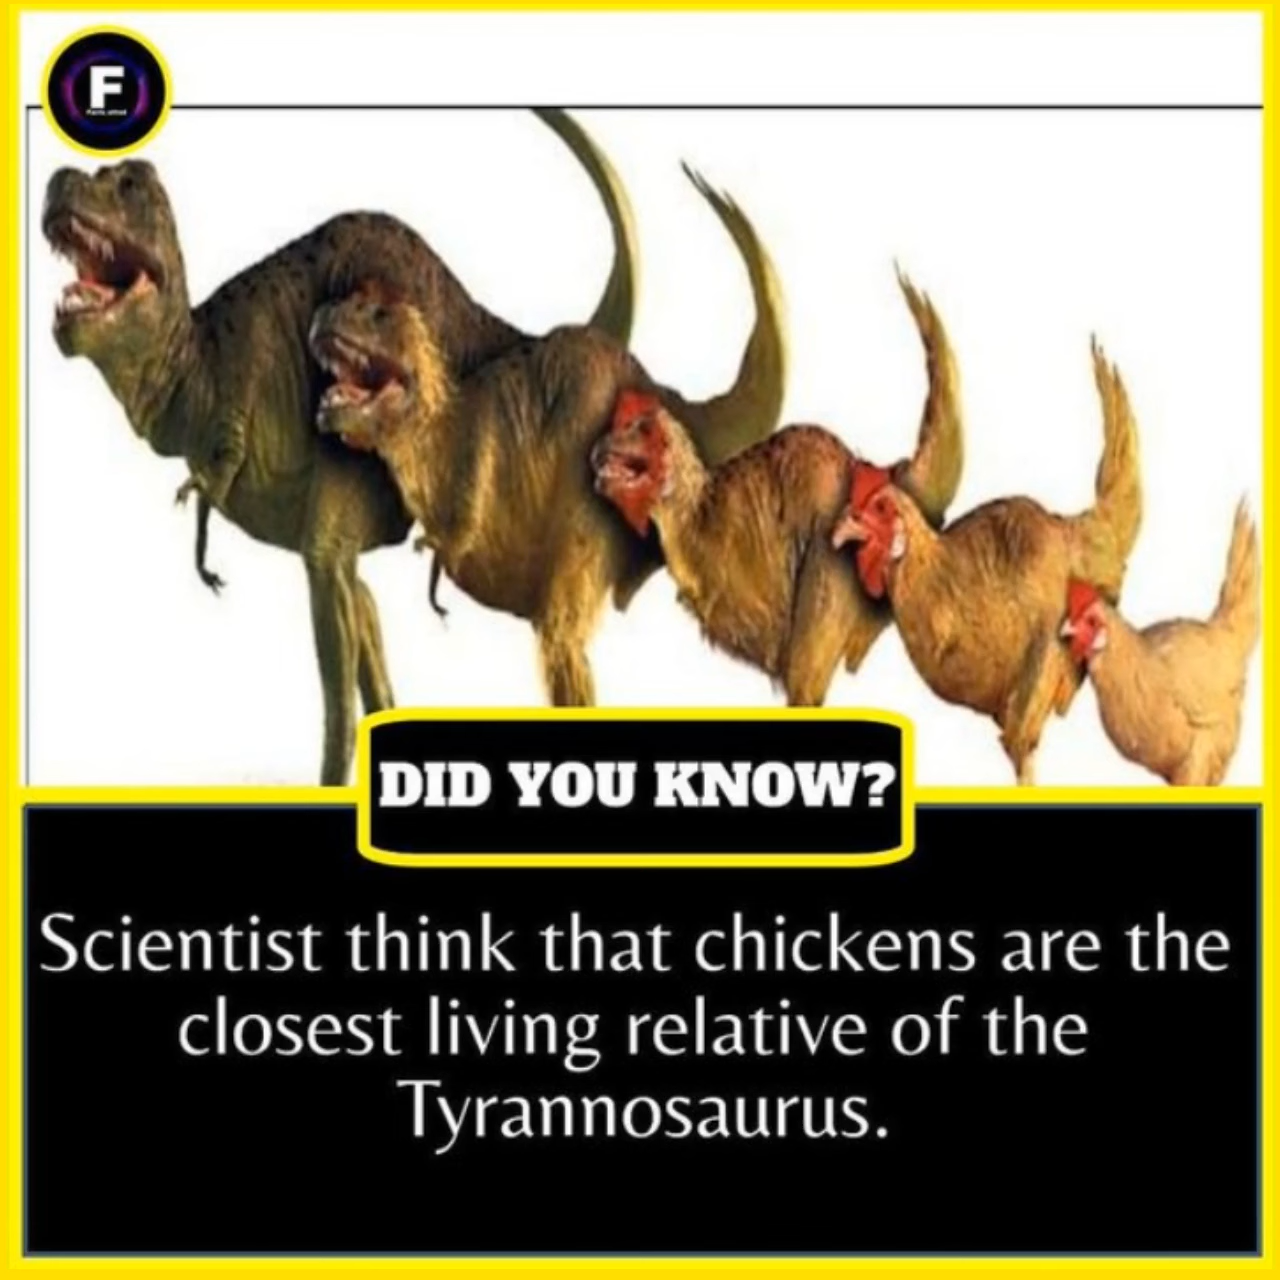 F
DID YOU KNOW?
Scientist think that chickens are the
closest living relative of the
Tyrannosaurus.